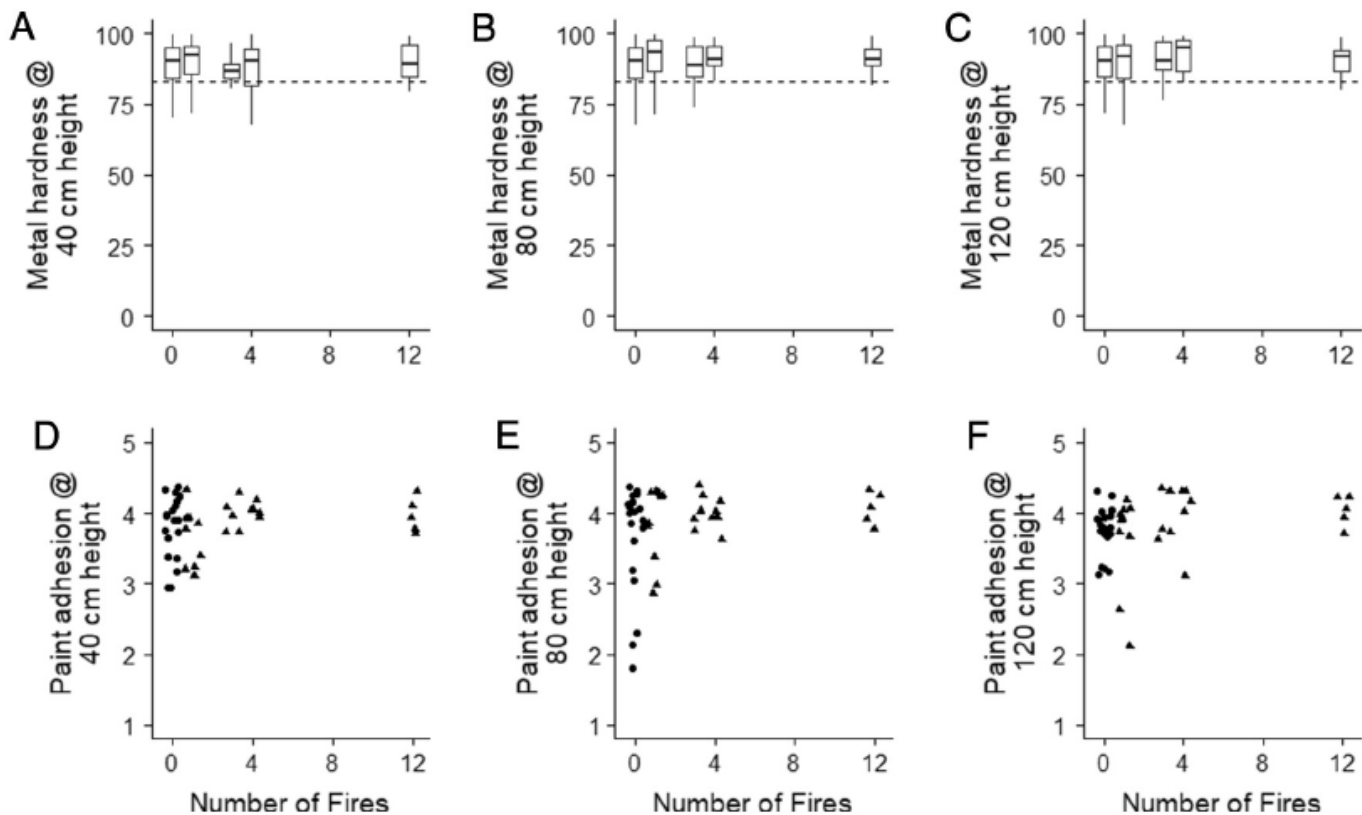 A
Metal hardness @
40 cm height
100
75
50
25
0
0 4 8 12
B
Metal hardness @
80 cm height
100
75
50
25
0
0 4 8 12
C
Metal hardness @
120 cm height
100
75
50
25
0
0 4 8 12
D
Paint adhesion @
40 cm height
5
4
3
2
1
0 4 8 12
Number of Fires
E
Paint adhesion @
80 cm height
5
4
3
2
1
0 4 8 12
Number of Fires
F
Paint adhesion @
120 cm height
5
4
3
2
1
0 4 8 12
Number of Fires